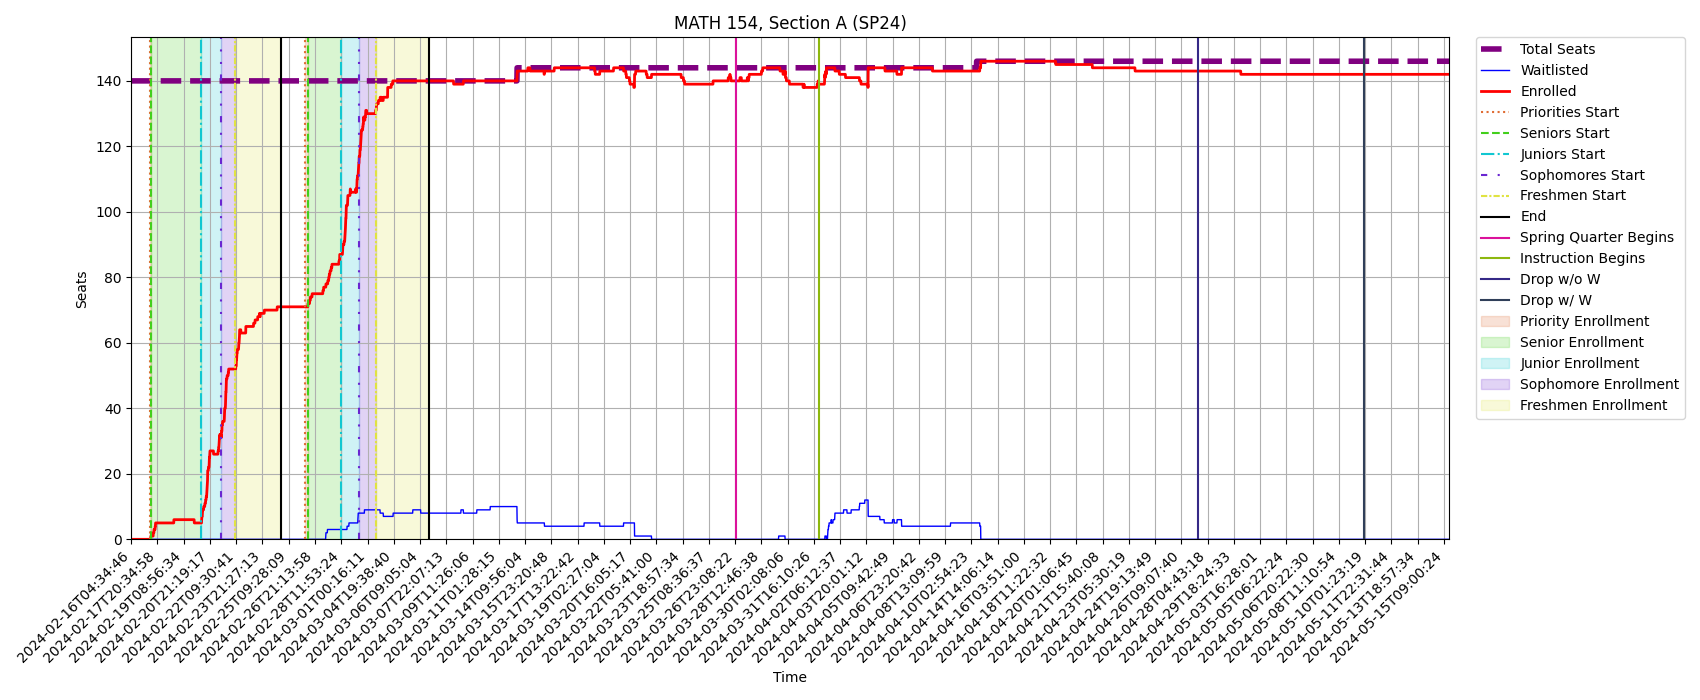 MATH 154, Section A (SP24)
Seats
140
120
100
80
60
40
20
0
2024-02-16T04:34:46
2024-02-17T20:34:58
2024-02-19T08:56:34
2024-02-20T21:19:17
2024-02-22T09:30:41
2024-02-23T21:27:13
2024-02-25T09:28:09
2024-02-26T21:13:58
2024-02-28T11:53:24
2024-03-01T00:16:11
2024-03-04T19:38:40
2024-03-06T09:05:04
2024-03-07T22:07:13
2024-03-11T01:26:06
2024-03-12T11:28:15
2024-03-14T09:56:04
2024-03-15T23:20:48
2024-03-17T13:22:42
2024-03-19T02:27:04
2024-03-20T16:05:17
2024-03-22T05:41:00
2024-03-23T18:57:34
2024-03-25T08:36:37
2024-03-26T23:08:22
2024-03-28T12:46:38
2024-03-30T02:08:06
2024-03-31T16:10:26
2024-04-02T06:12:37
2024-04-03T20:01:12
2024-04-05T09:42:49
2024-04-06T23:20:42
2024-04-08T13:09:59
2024-04-10T02:54:23
2024-04-14T14:06:14
2024-04-16T03:51:00
2024-04-18T11:22:32
2024-04-20T01:06:45
2024-04-21T15:40:08
2024-04-23T05:30:19
2024-04-24T19:13:49
2024-04-26T09:07:40
2024-04-28T04:43:18
2024-04-29T18:24:33
2024-05-03T16:28:01
2024-05-05T06:22:24
2024-05-06T20:22:30
2024-05-08T11:10:54
2024-05-10T01:23:19
2024-05-11T22:31:44
2024-05-13T18:57:34
2024-05-15T09:00:24
Time
Total Seats
Waitlisted
Enrolled
Priorities Start
Seniors Start
Juniors Start
Sophomores Start
Freshmen Start
End
Spring Quarter Begins
Instruction Begins
Drop w/o W
Drop w/ W
Priority Enrollment
Senior Enrollment
Junior Enrollment
Sophomore Enrollment
Freshmen Enrollment